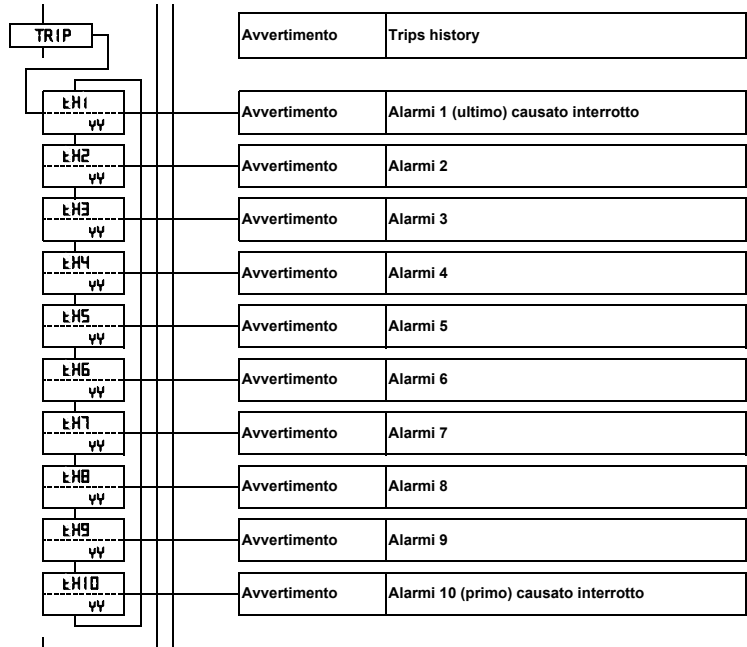 TRIP Avvertimento Trips history
tH1 Avvertimento Alarmi 1 (ultimo) causato interrotto
YY
tH2 Avvertimento Alarmi 2
YY
tH3 Avvertimento Alarmi 3
YY
tH4 Avvertimento Alarmi 4
YY
tH5 Avvertimento Alarmi 5
YY
tH6 Avvertimento Alarmi 6
YY
tH7 Avvertimento Alarmi 7
YY
tH8 Avvertimento Alarmi 8
YY
tH9 Avvertimento Alarmi 9
YY
tH10 Avvertimento Alarmi 10 (primo) causato interrotto
YY